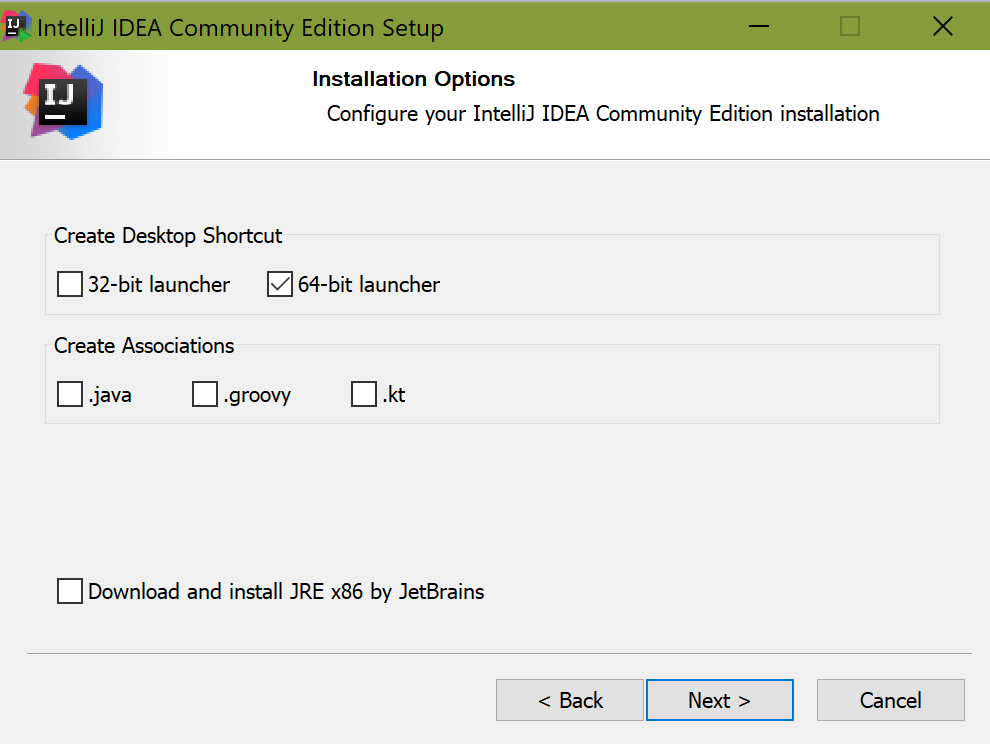 IJ IntelliJ IDEA Community Edition Setup
IJ
Installation Options
Configure your IntelliJ IDEA Community Edition installation
Create Desktop Shortcut
32-bit launcher 64-bit launcher
Create Associations
.java .groovy .kt
Download and install JRE x86 by JetBrains
< Back Next > Cancel